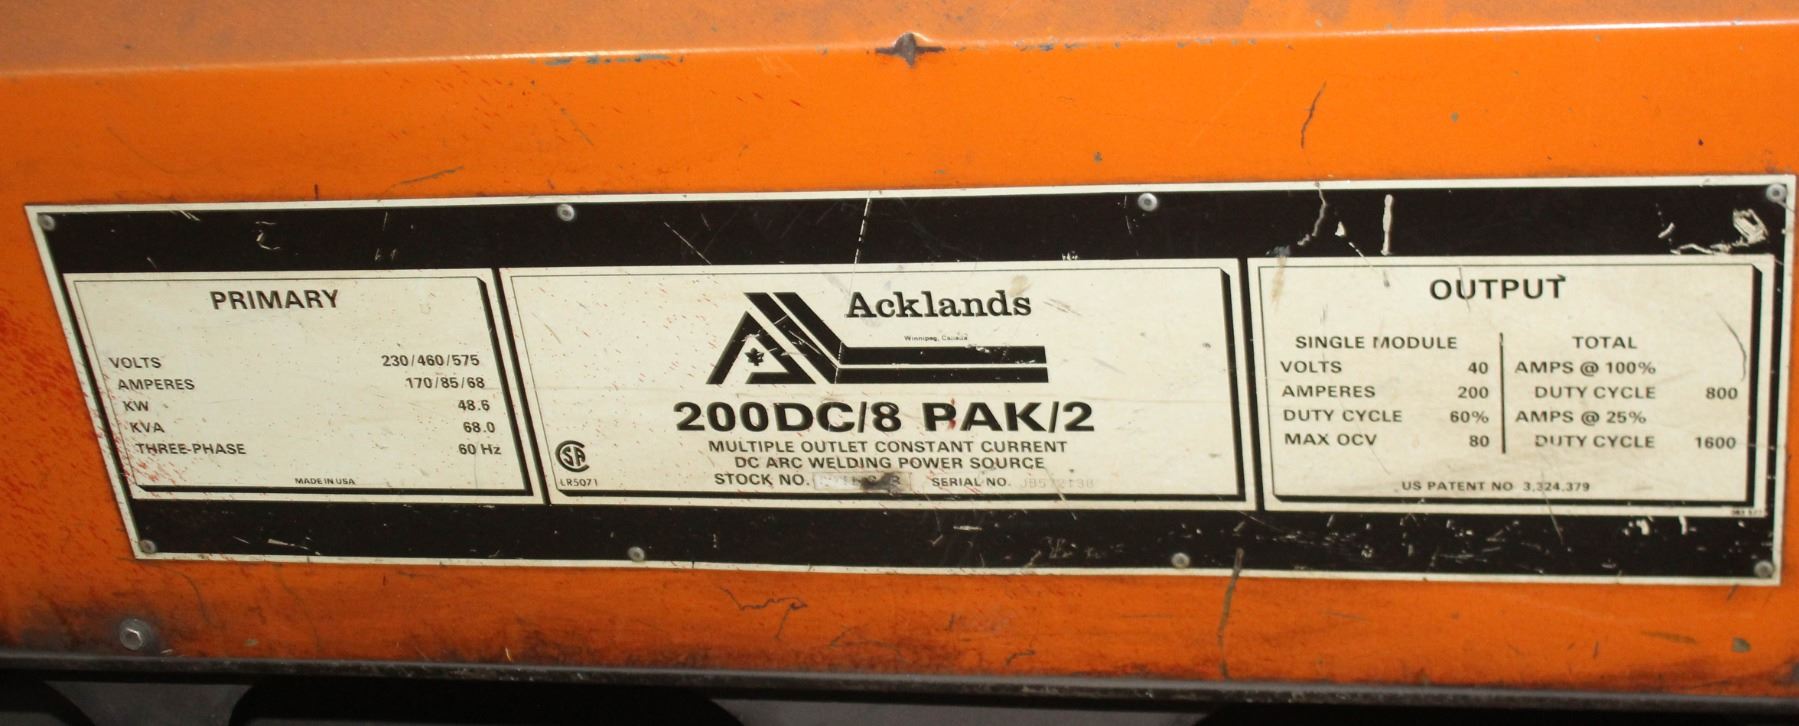 PRIMARY
VOLTS 230/460/575
AMPERES 170/85/68
KW 48.6
KVA 68.0
THREE-PHASE 60 Hz
MADE IN USA
Acklands
Winnipeg, Canada
200DC/8 PAK/2
MULTIPLE OUTLET CONSTANT CURRENT
DC ARC WELDING POWER SOURCE
STOCK NO. SERIAL NO.
SA
LR5071
OUTPUT
SINGLE MODULE
VOLTS 40
AMPERES 200
DUTY CYCLE 60%
MAX OCV 80
TOTAL
AMPS @ 100%
DUTY CYCLE 800
AMPS @ 25%
DUTY CYCLE 1600
US PATENT NO 3,324,379